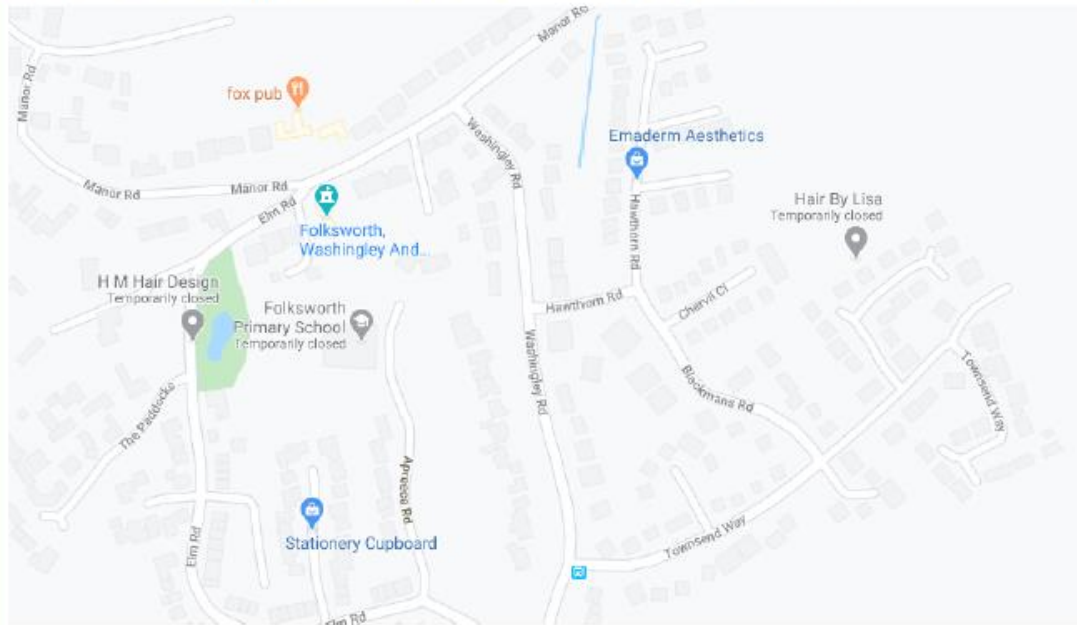 Manor Rd
Manor Rd
fox pub
Washingley Rd
Emaderm Aesthetics
Manor Rd
Manor Rd
Elm Rd
Hair By Lisa
Temporarily closed
Folksworth,
Washingley And...
Hawthorn Rd
H M Hair Design
Temporarily closed
Hawthorn Rd
Chervil Cl
Folksworth
Primary School
Temporarily closed
Washingley Rd
Blackmans Rd
Townsend Way
The Paddocks
Apreece Rd
Stationery Cupboard
Elm Rd
Townsend Way
Elm Rd